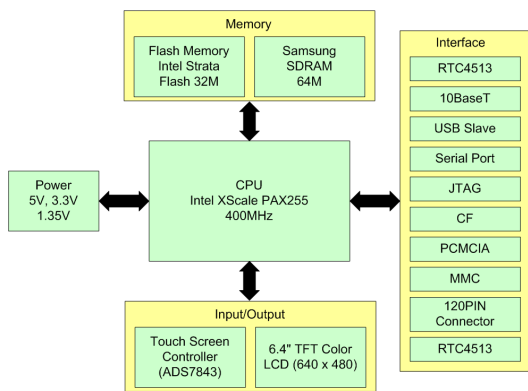 Memory
Flash Memory
Intel Strata
Flash 32M
Samsung
SDRAM
64M
Interface
RTC4513
10BaseT
USB Slave
Serial Port
JTAG
CF
PCMCIA
MMC
120PIN
Connector
RTC4513
Power
5V, 3.3V
1.35V
CPU
Intel XScale PAX255
400MHz
Input/Output
Touch Screen
Controller
(ADS7843)
6.4" TFT Color
LCD (640 x 480)